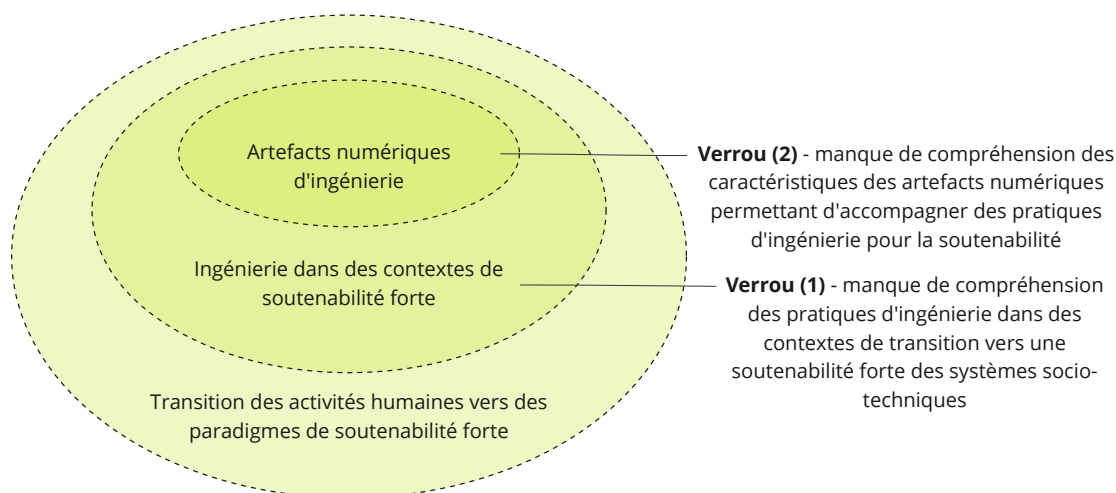 Artefacts numériques
d'ingénierie
Ingénierie dans des contextes de
soutenabilité forte
Transition des activités humaines vers des
paradigmes de soutenabilité forte
Verrou (2) - manque de compréhension des
caractéristiques des artefacts numériques
permettant d'accompagner des pratiques
d'ingénierie pour la soutenabilité
Verrou (1) - manque de compréhension
des pratiques d'ingénierie dans des
contextes de transition vers une
soutenabilité forte des systèmes socio-
techniques